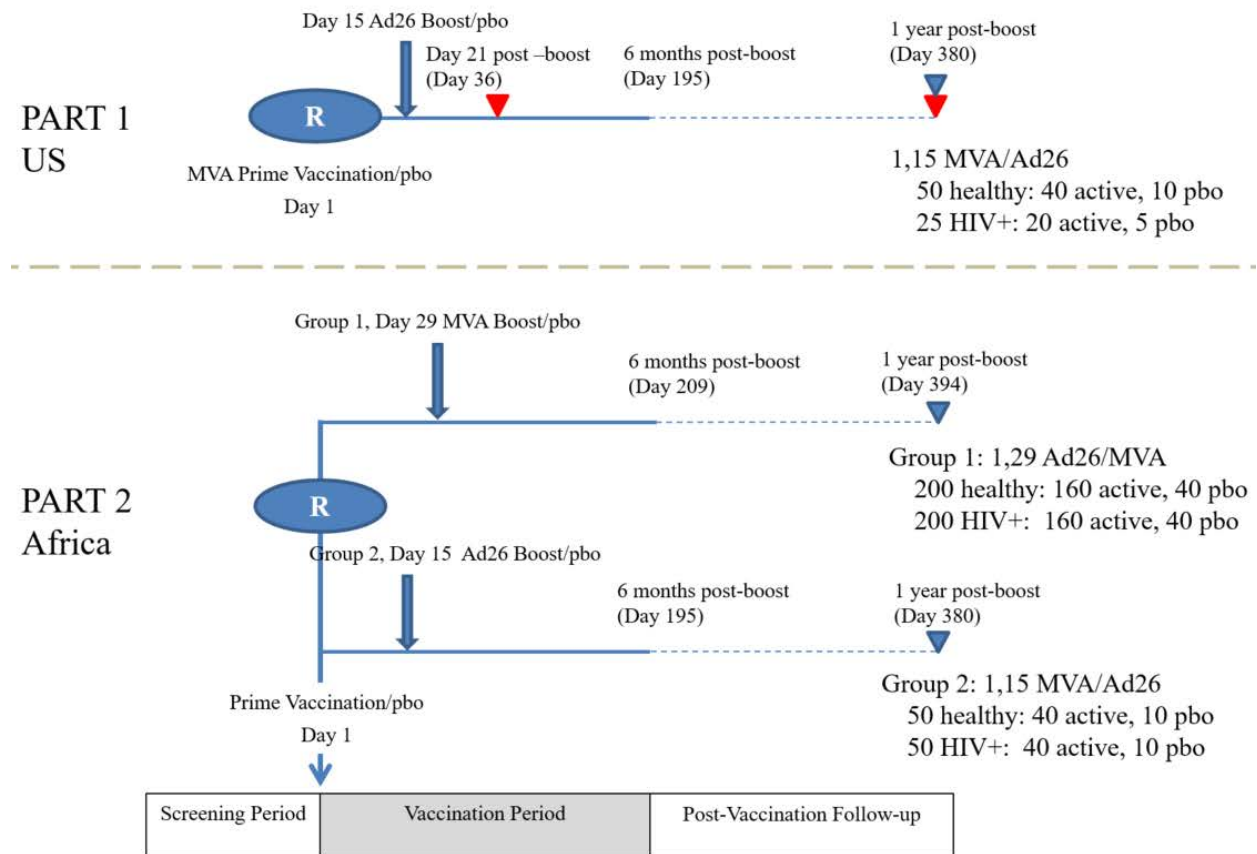 Day 15 Ad26 Boost/pbo
Day 21 post –boost
(Day 36)
6 months post-boost
(Day 195)
1 year post-boost
(Day 380)
PART 1
US
R
MVA Prime Vaccination/pbo
Day 1
1,15 MVA/Ad26
50 healthy: 40 active, 10 pbo
25 HIV+: 20 active, 5 pbo
Group 1, Day 29 MVA Boost/pbo
6 months post-boost
(Day 209)
1 year post-boost
(Day 394)
Group 1: 1,29 Ad26/MVA
200 healthy: 160 active, 40 pbo
200 HIV+: 160 active, 40 pbo
PART 2
Africa
R
Group 2, Day 15 Ad26 Boost/pbo
6 months post-boost
(Day 195)
1 year post-boost
(Day 380)
Group 2: 1,15 MVA/Ad26
50 healthy: 40 active, 10 pbo
50 HIV+: 40 active, 10 pbo
Prime Vaccination/pbo
Day 1
Screening Period
Vaccination Period
Post-Vaccination Follow-up